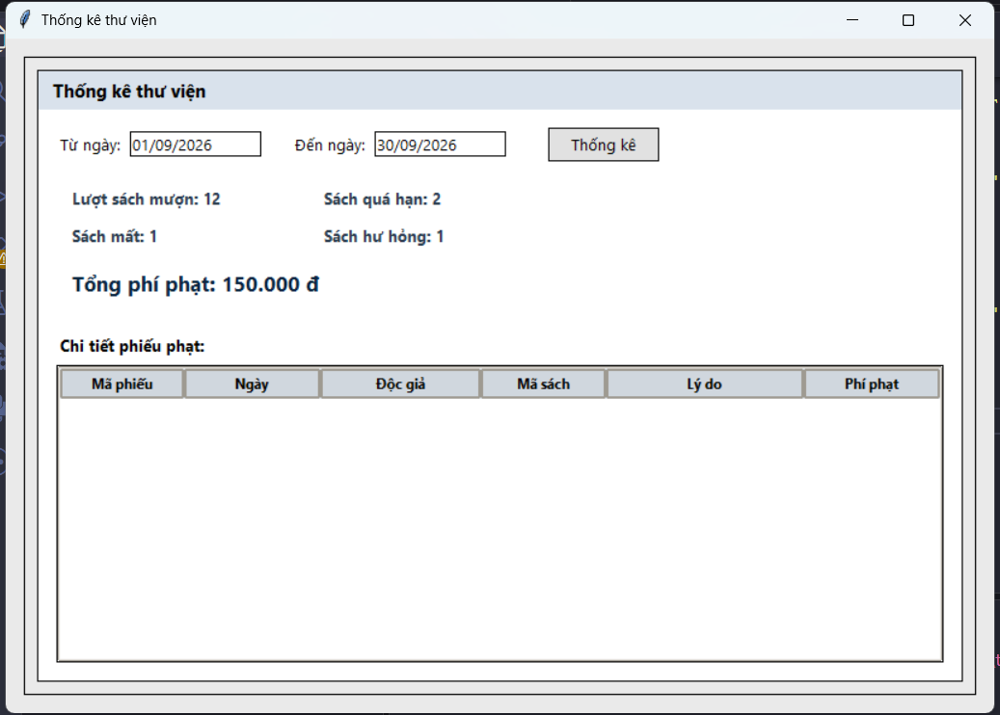 Thống kê thư viện
Thống kê thư viện
Từ ngày: 01/09/2026 Đến ngày: 30/09/2026 Thống kê
Lượt sách mượn: 12 Sách quá hạn: 2
Sách mất: 1 Sách hư hỏng: 1
Tổng phí phạt: 150.000 đ
Chi tiết phiếu phạt:
Mã phiếu Ngày Độc giả Mã sách Lý do Phí phạt